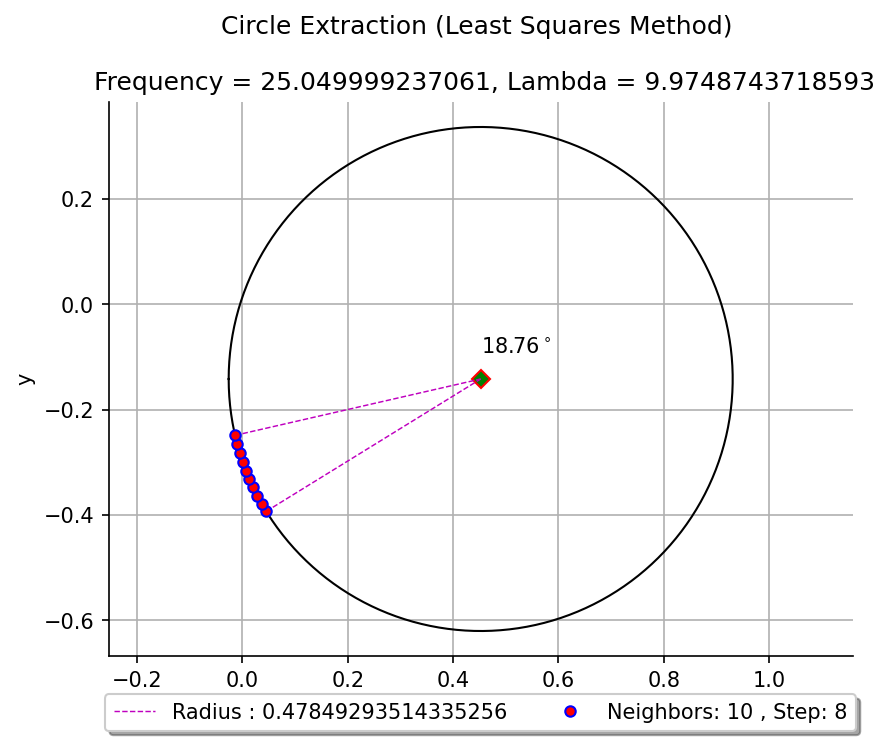 Circle Extraction (Least Squares Method)
Frequency = 25.049999237061, Lambda = 9.9748743718593
0.2
0.0
−0.2
−0.4
−0.6
y
18.76°
−0.2 0.0 0.2 0.4 0.6 0.8 1.0
Radius : 0.47849293514335256 Neighbors: 10 , Step: 8